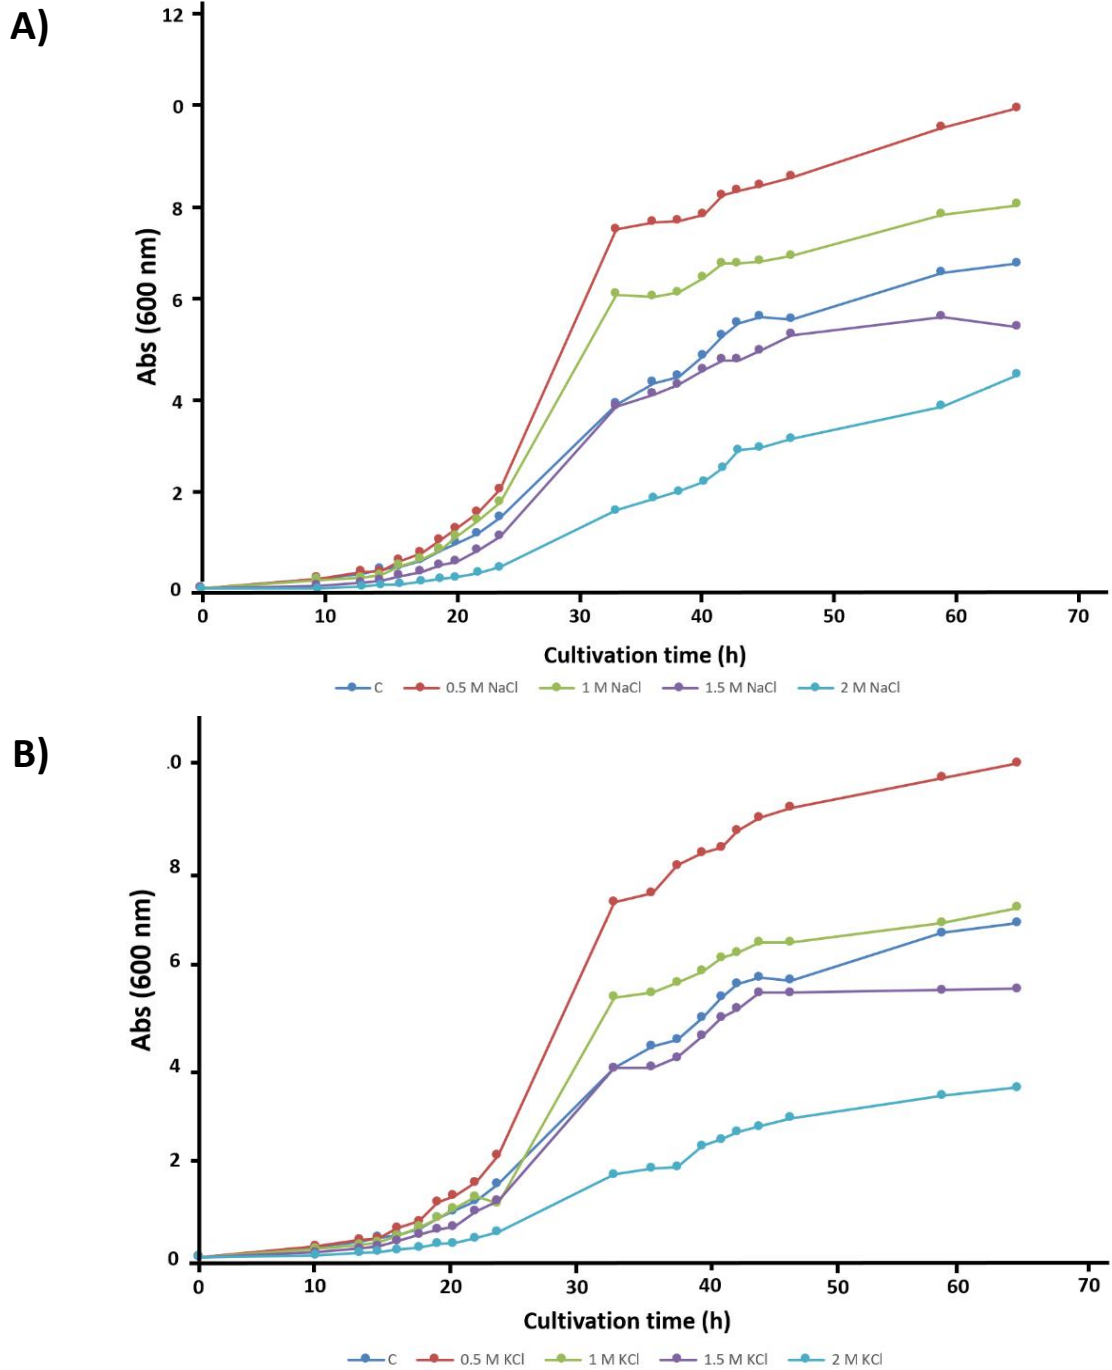 A)
12
0
8
6
4
2
0
Abs (600 nm)
0 10 20 30 40 50 60 70
Cultivation time (h)
C 0.5 M NaCl 1 M NaCl 1.5 M NaCl 2 M NaCl
B)
.0
8
6
4
2
0
Abs (600 nm)
0 10 20 30 40 50 60 70
Cultivation time (h)
C 0.5 M KCl 1 M KCl 1.5 M KCl 2 M KCl